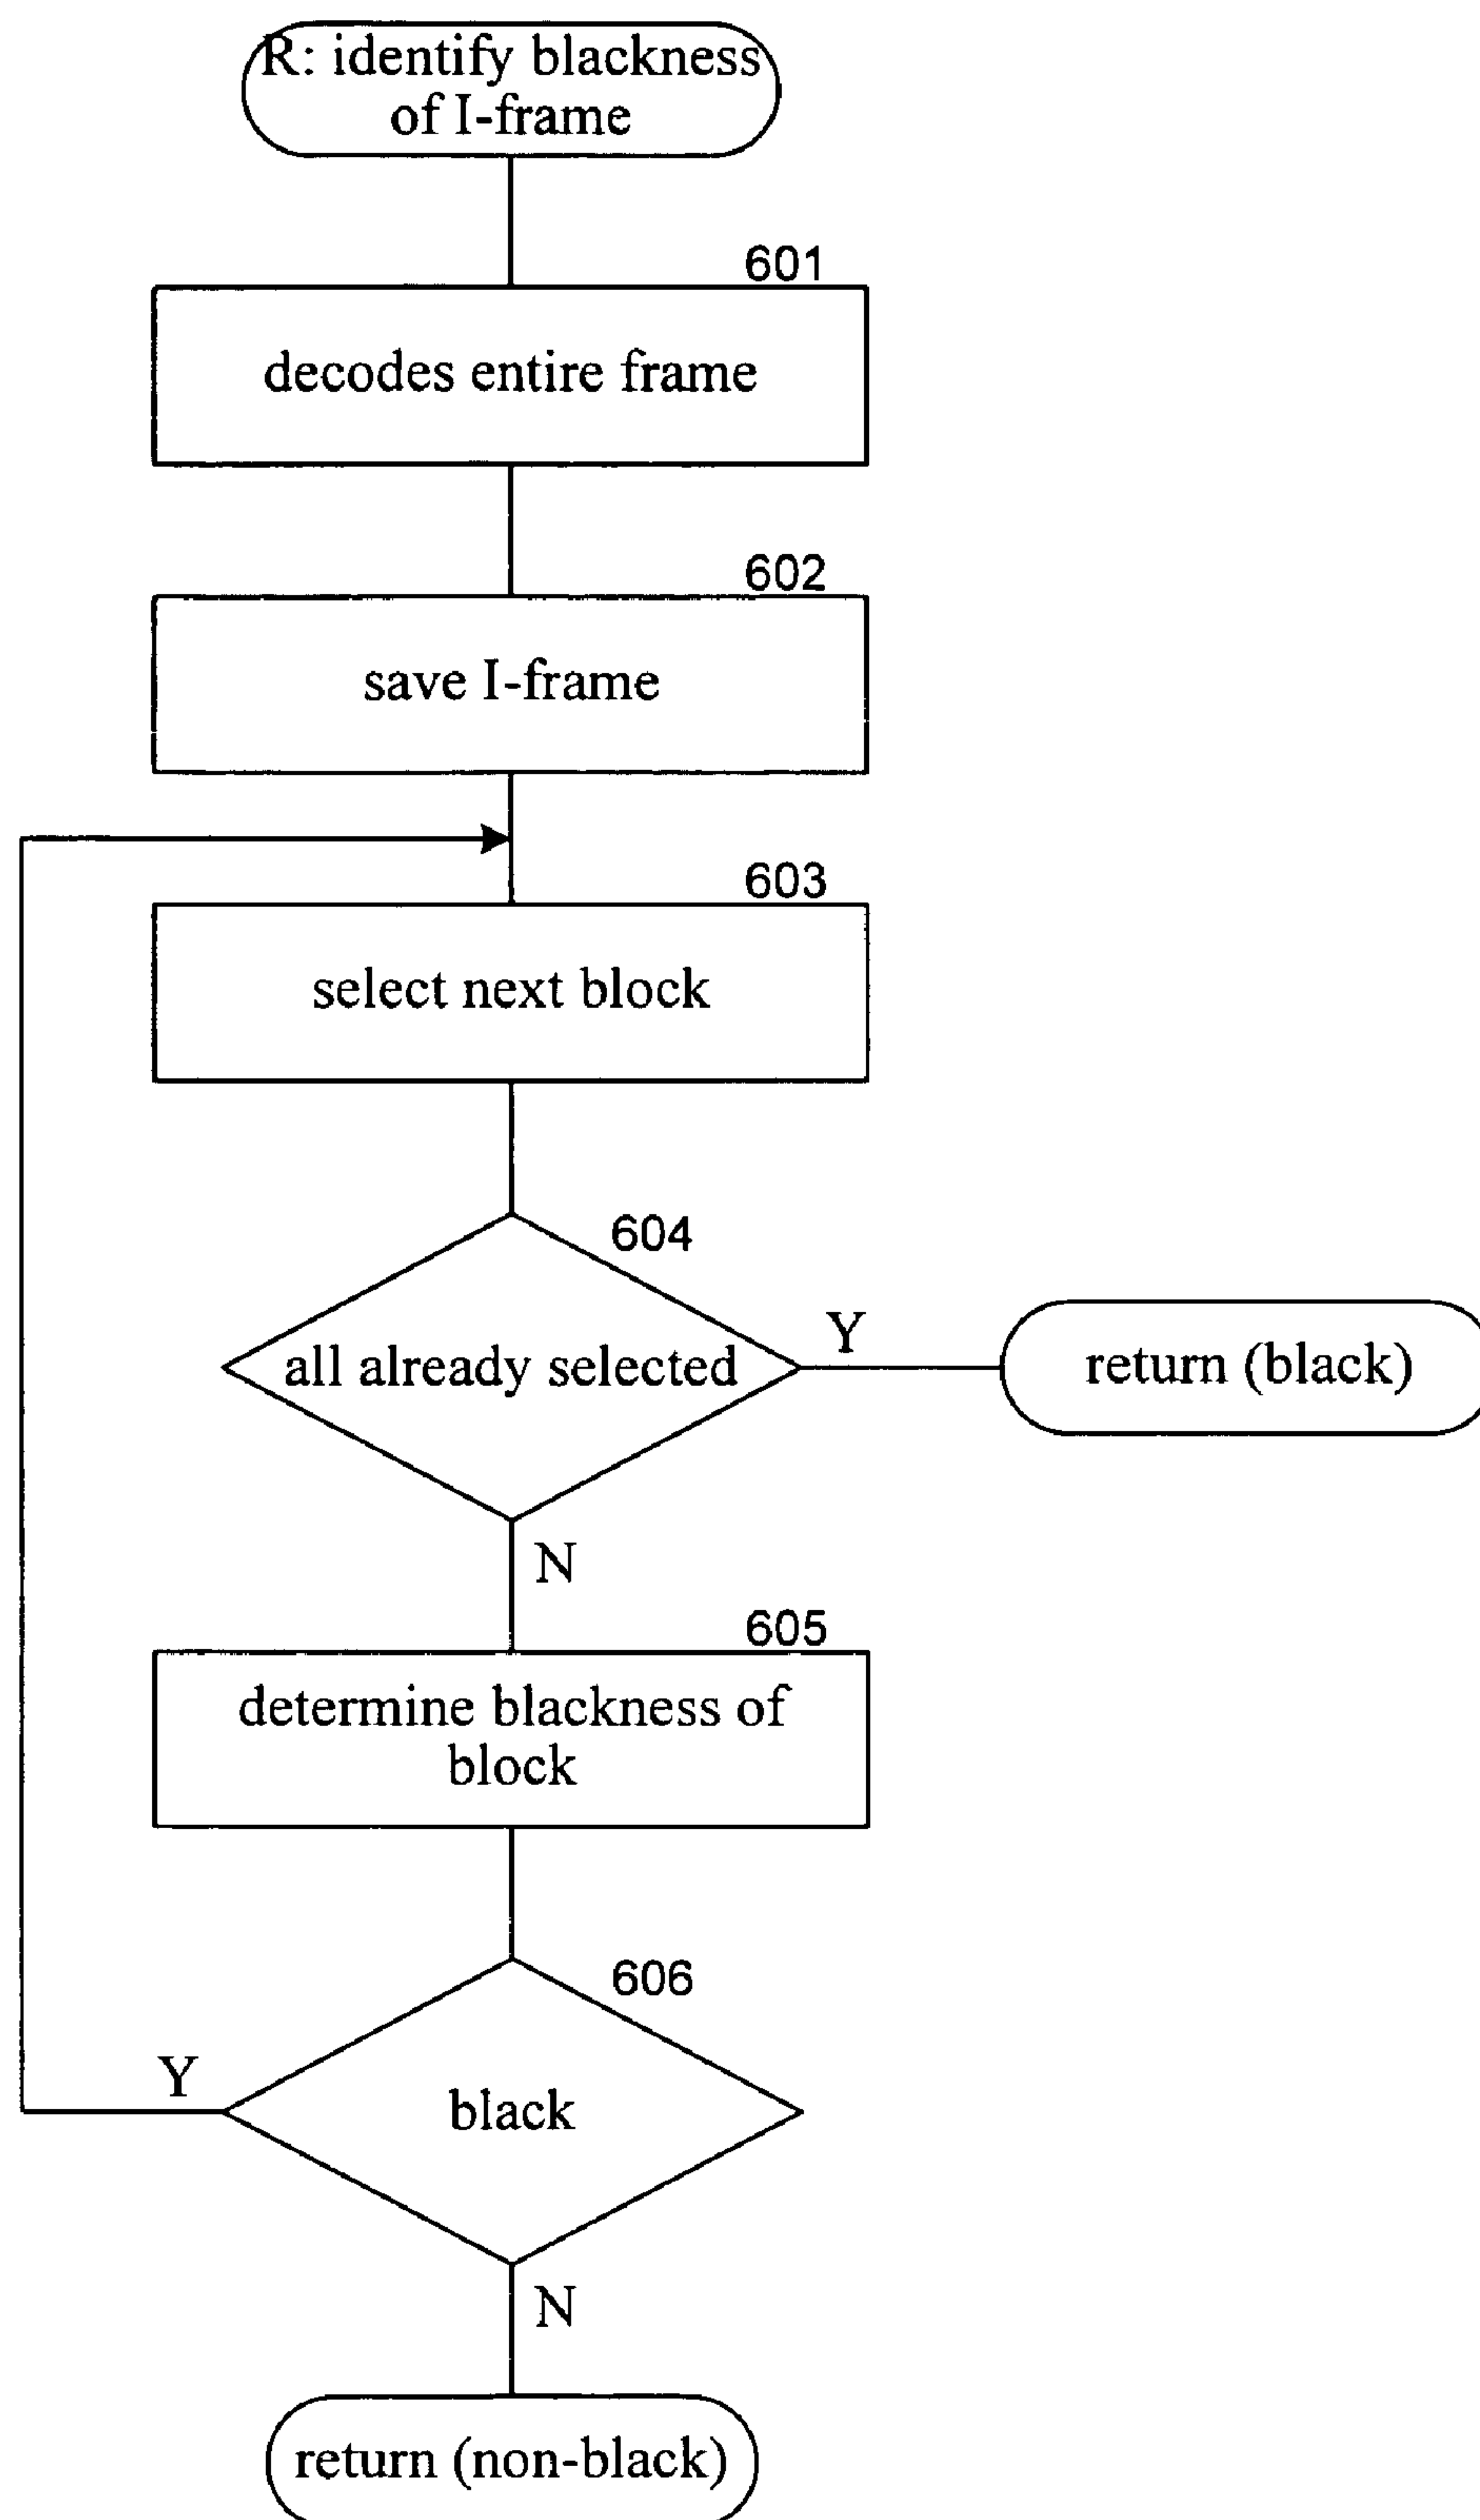 R: identify blackness
of I-frame
601
decodes entire frame
602
save I-frame
603
select next block
604
all already selected
Y
return (black)
N
605
determine blackness of
block
606
Y
black
N
return (non-black)